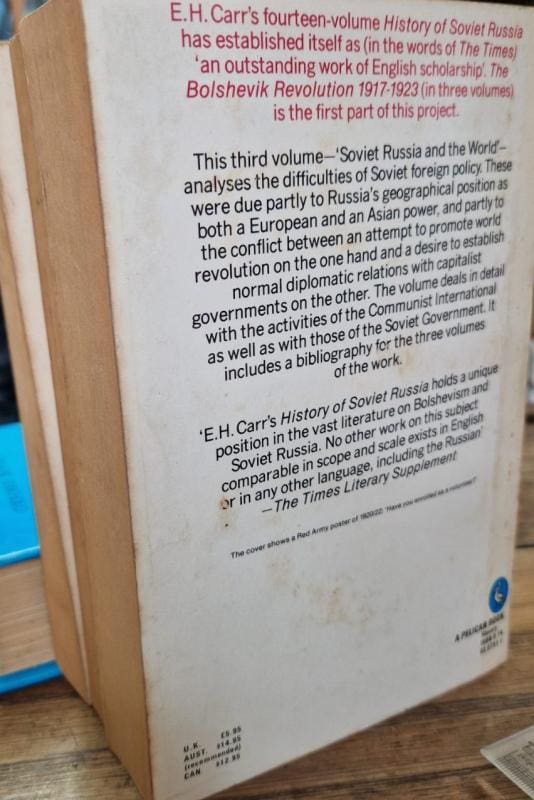 E.H. Carr's fourteen-volume History of Soviet Russia
has established itself as (in the words of The Times)
'an outstanding work of English scholarship'. The
Bolshevik Revolution 1917-1923 (in three volumes)
is the first part of this project.
This third volume—'Soviet Russia and the World'—
analyses the difficulties of Soviet foreign policy. These
were due partly to Russia's geographical position as
both a European and an Asian power, and partly to
the conflict between an attempt to promote world
revolution on the one hand and a desire to establish
normal diplomatic relations with capitalist
governments on the other. The volume deals in detail
with the activities of the Communist International
as well as with those of the Soviet Government. It
includes a bibliography for the three volumes
of the work.
'E.H. Carr's History of Soviet Russia holds a unique
position in the vast literature on Bolshevism and
Soviet Russia. No other work on this subject
comparable in scope and scale exists in English
or in any other language, including the Russian'
—The Times Literary Supplement
The cover shows a Red Army poster of 1920/22: 'Have you enrolled as a volunteer?'
A PELICAN BOOK
U.K. £5.95
AUST. $14.95
(recommended)
CAN. $12.95